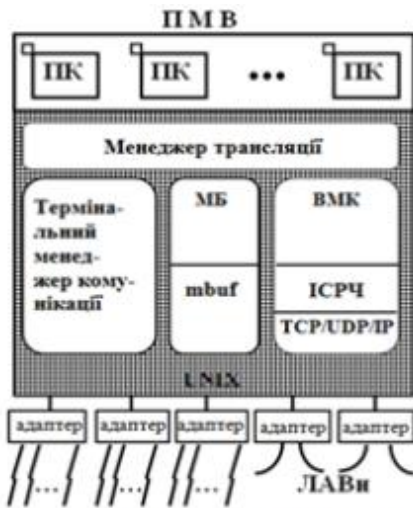 ПМВ
ПК ПК ••• ПК
Менеджер трансляції
Терміна-
льний
менед-
жер кому-
нікації
МБ
mbuf
ВМК
ІСРЧ
TCP/UDP/IP
UNIX
адаптер адаптер адаптер адаптер адаптер
... ... ...
ЛАВи